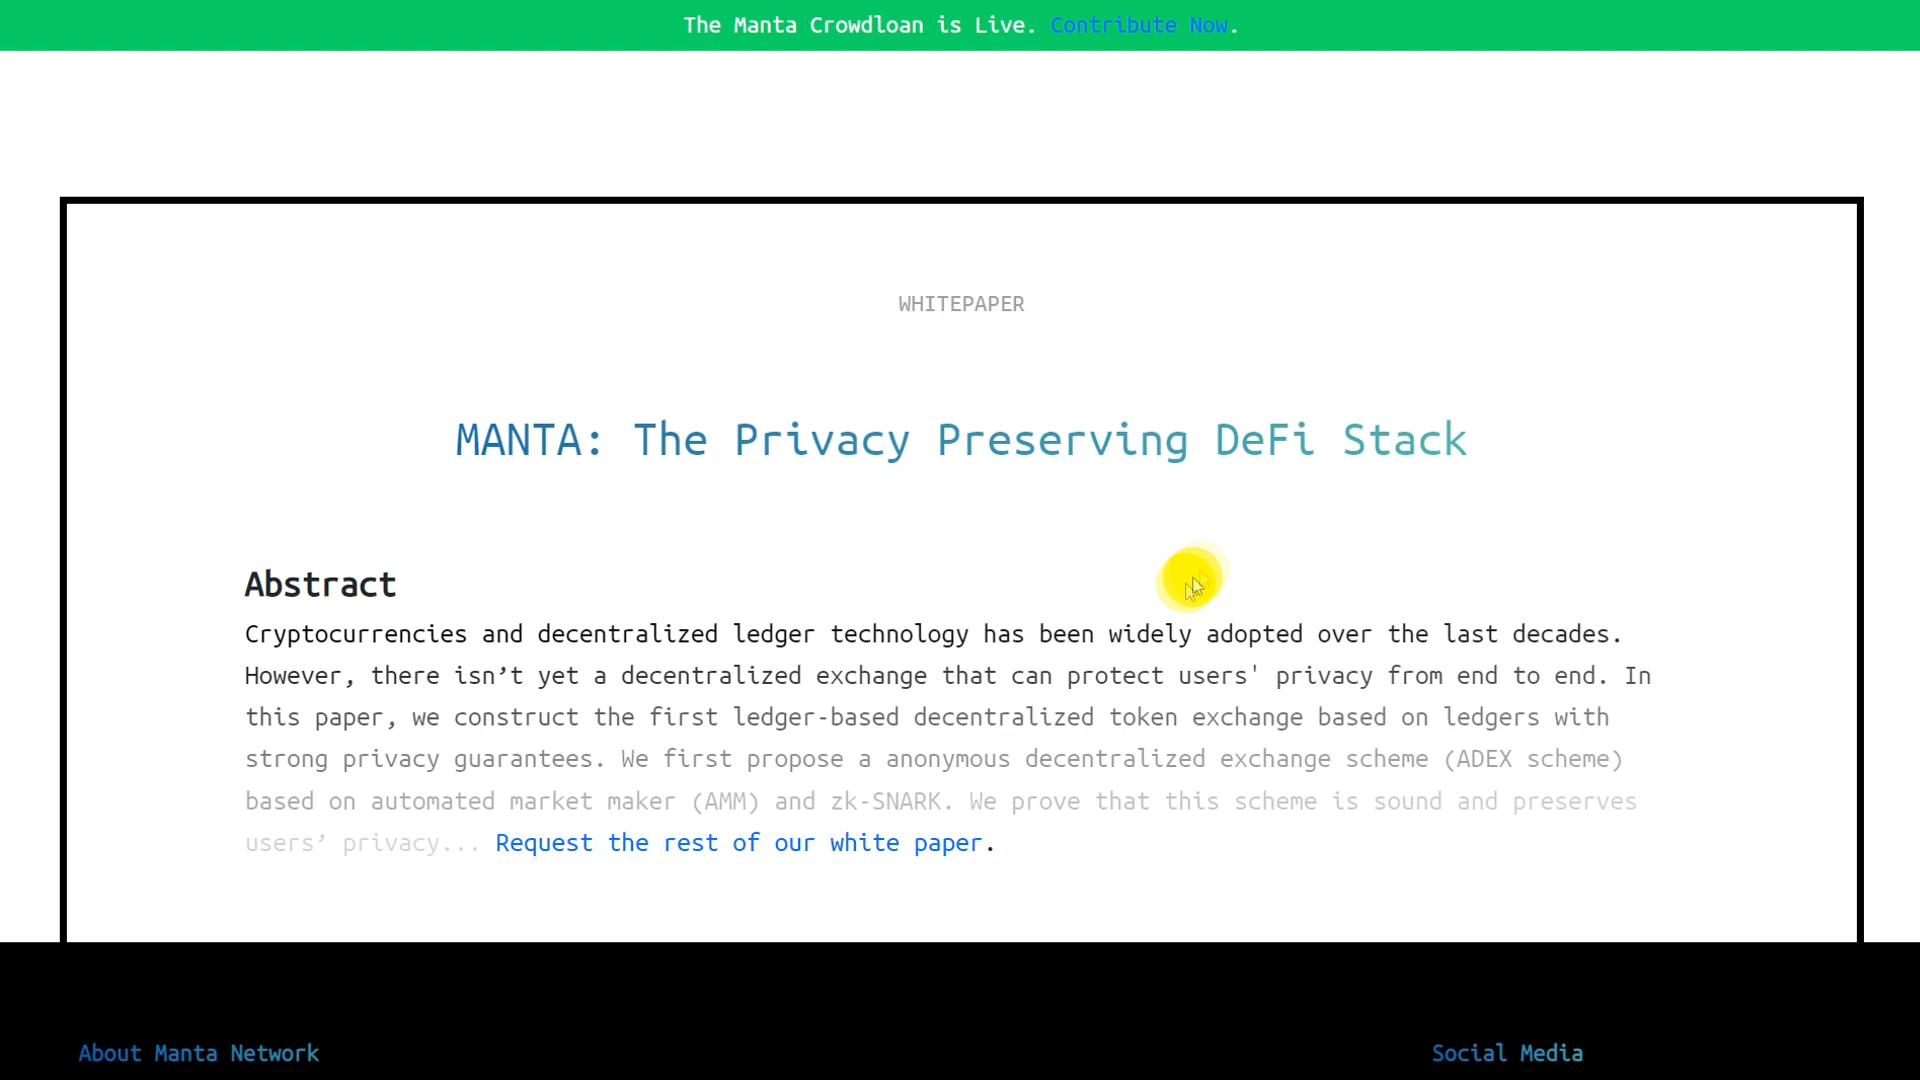 The Manta Crowdloan is Live. Contribute Now.
WHITEPAPER
MANTA: The Privacy Preserving DeFi Stack
Abstract
Cryptocurrencies and decentralized ledger technology has been widely adopted over the last decades.
However, there isn’t yet a decentralized exchange that can protect users' privacy from end to end. In
this paper, we construct the first ledger-based decentralized token exchange based on ledgers with
strong privacy guarantees. We first propose a anonymous decentralized exchange scheme (ADEX scheme)
based on automated market maker (AMM) and zk-SNARK. We prove that this scheme is sound and preserves
users’ privacy... Request the rest of our white paper.
About Manta Network
Social Media